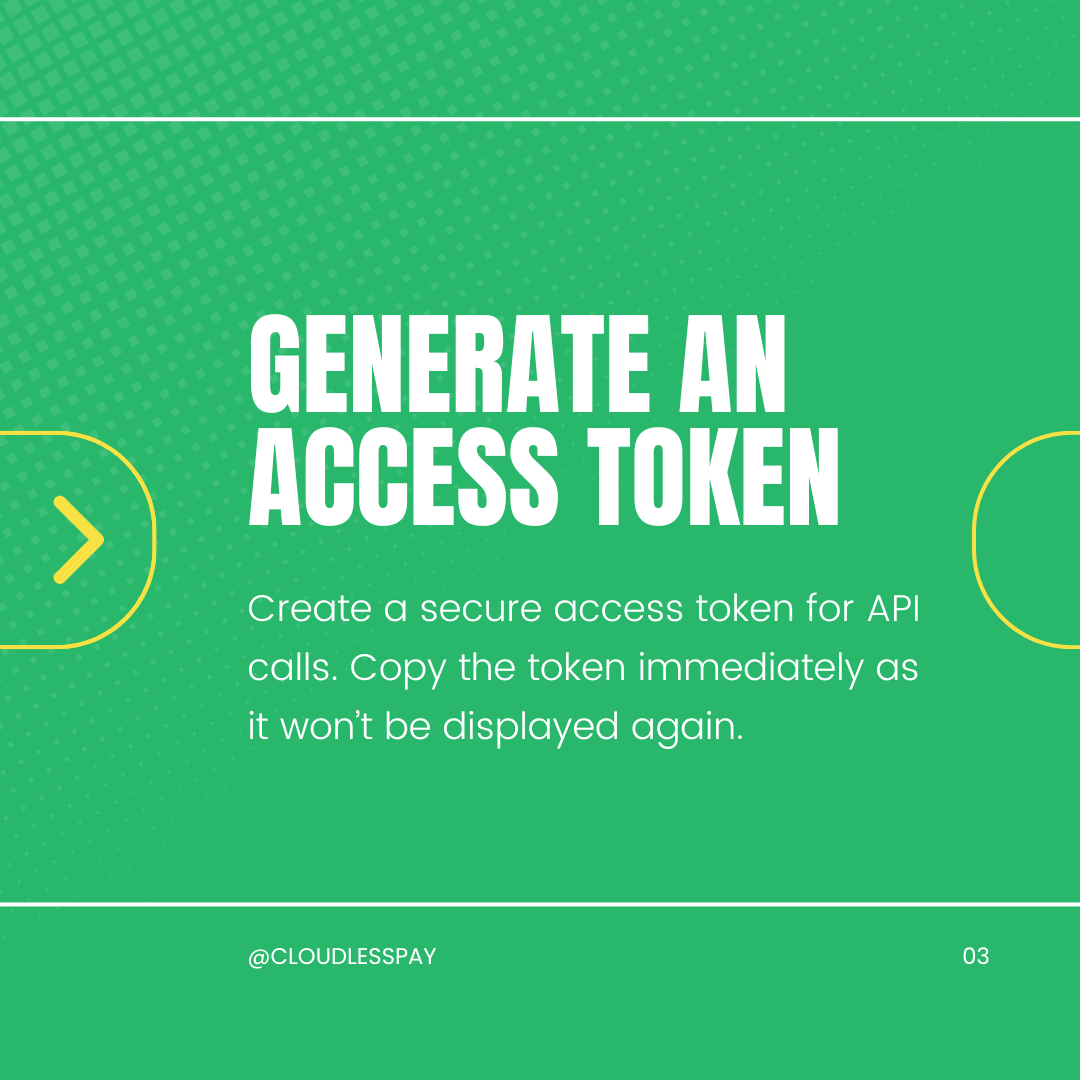 GENERATE AN
ACCESS TOKEN
Create a secure access token for API
calls. Copy the token immediately as
it won’t be displayed again.
@CLOUDLESSPAY
03